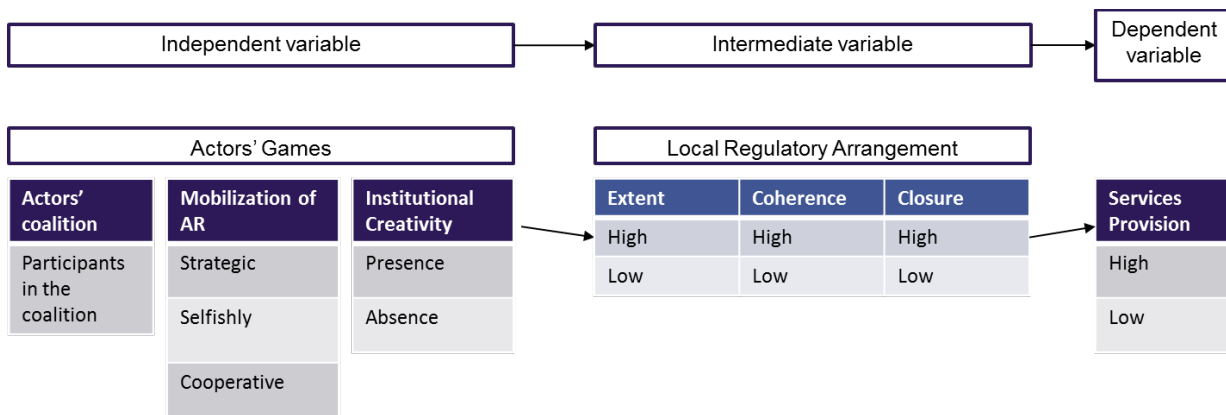 Independent variable
Intermediate variable
Dependent
variable
Actors' Games
Local Regulatory Arrangement
Actors'
coalition
Participants
in the
coalition
Mobilization of
AR
Strategic
Selfishly
Cooperative
Institutional
Creativity
Presence
Absence
Extent Coherence Closure
High High High
Low Low Low
Services
Provision
High
Low